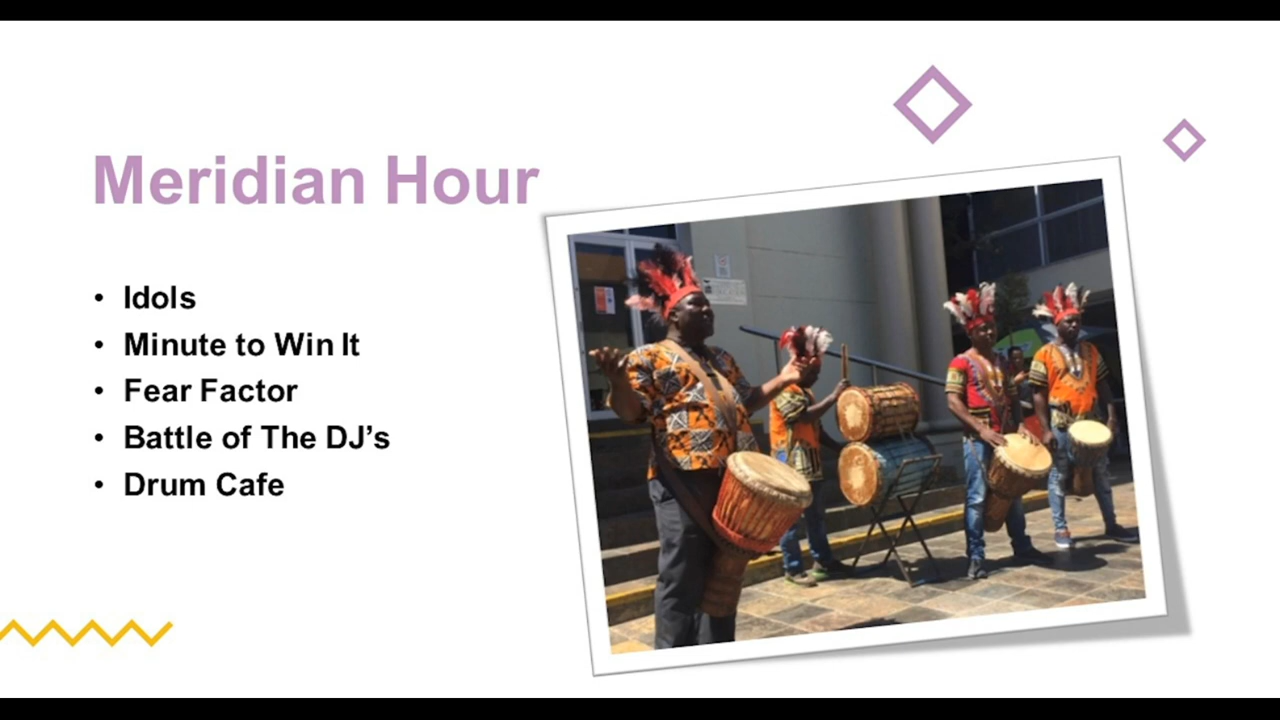 Meridian Hour
• Idols
• Minute to Win It
• Fear Factor
• Battle of The DJ’s
• Drum Cafe